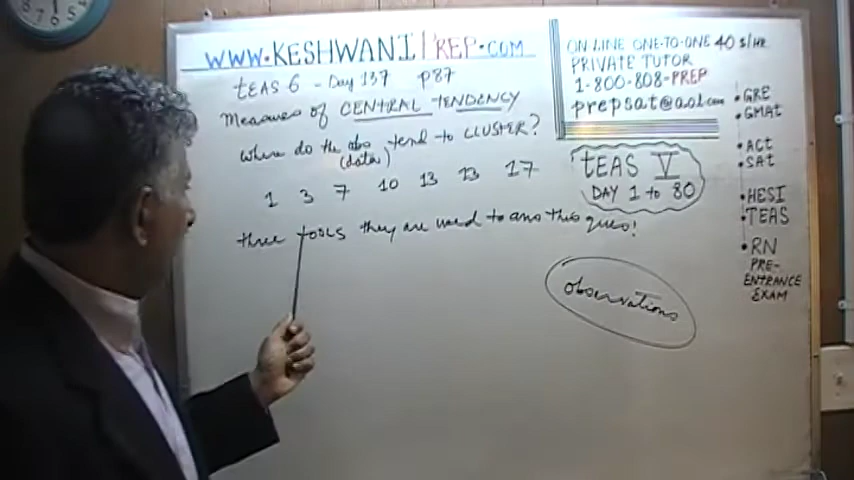 WWW.KESHWANI PREP.COM
TEAS 6 - Day 137 p87
Measures of CENTRAL TENDENCY
Where do the obs tend to CLUSTER?
(data)
1 3 7 10 13 13 17
three TOOLS they are used to ans this ques!
observations
ON LINE ONE-TO-ONE 40 $/HR
PRIVATE TUTOR
1-800-808-PREP
prepsat@aol.com
TEAS V
DAY 1 to 80
• GRE
• GMAT
• ACT
• SAT
• HESI
• TEAS
• RN
PRE-
ENTRANCE
EXAM